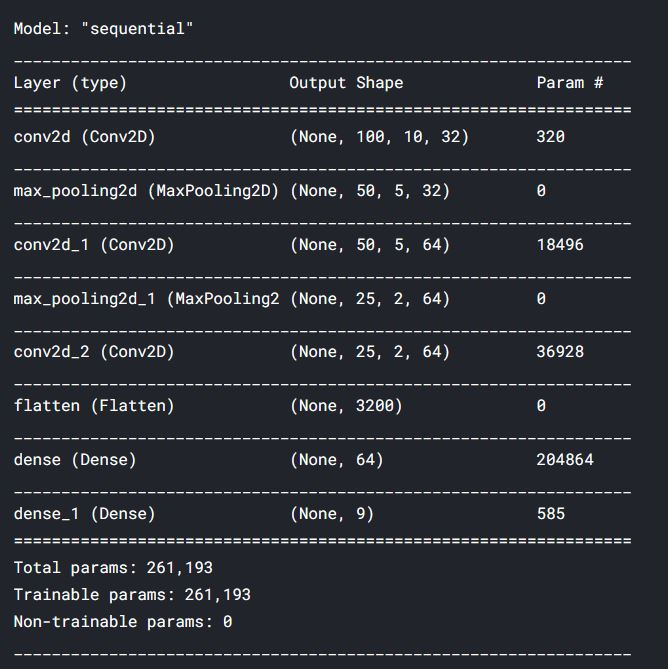 Model: "sequential"
_________________________________________________________________
Layer (type) Output Shape Param #
=================================================================
conv2d (Conv2D) (None, 100, 10, 32) 320
_________________________________________________________________
max_pooling2d (MaxPooling2D) (None, 50, 5, 32) 0
_________________________________________________________________
conv2d_1 (Conv2D) (None, 50, 5, 64) 18496
_________________________________________________________________
max_pooling2d_1 (MaxPooling2 (None, 25, 2, 64) 0
_________________________________________________________________
conv2d_2 (Conv2D) (None, 25, 2, 64) 36928
_________________________________________________________________
flatten (Flatten) (None, 3200) 0
_________________________________________________________________
dense (Dense) (None, 64) 204864
_________________________________________________________________
dense_1 (Dense) (None, 9) 585
=================================================================
Total params: 261,193
Trainable params: 261,193
Non-trainable params: 0
_________________________________________________________________